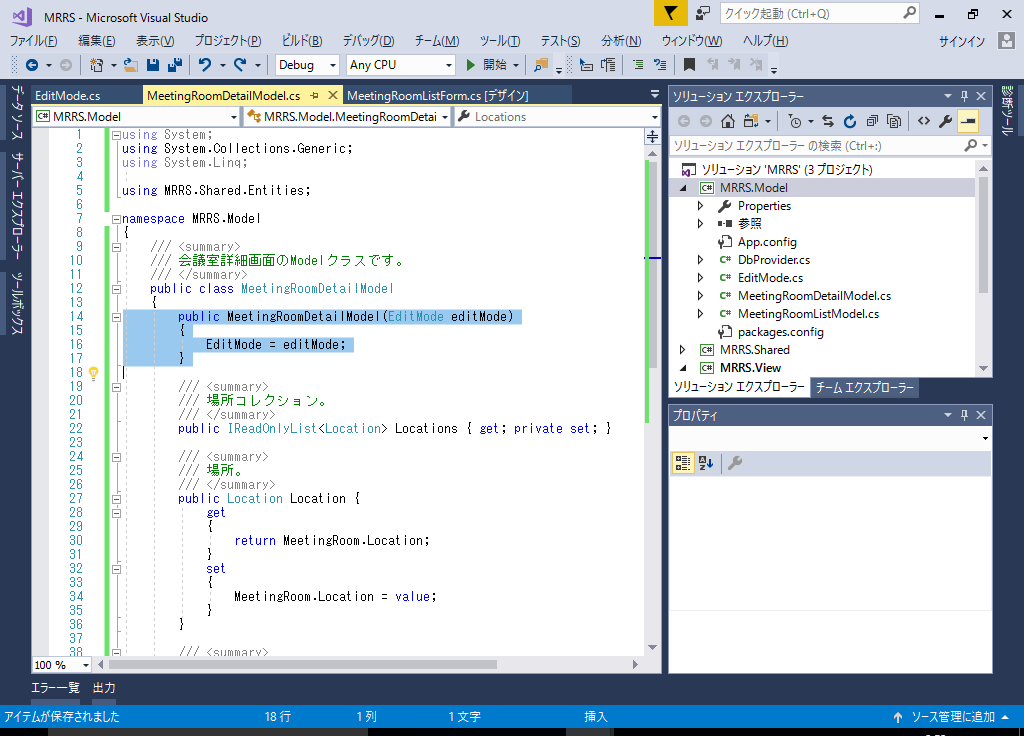 MRRS - Microsoft Visual Studio
クイック起動 (Ctrl+Q)
ファイル(F) 編集(E) 表示(V) プロジェクト(P) ビルド(B) デバッグ(D) チーム(M) ツール(T) テスト(S) 分析(N) ウィンドウ(W) ヘルプ(H) サインイン
Debug Any CPU 開始
データ ソース
サーバー エクスプローラー
ツールボックス
EditMode.cs MeetingRoomDetailModel.cs MeetingRoomListForm.cs [デザイン]
MRRS.Model MRRS.Model.MeetingRoomDetai Locations
1 using System;
2 using System.Collections.Generic;
3 using System.Linq;
4
5 using MRRS.Shared.Entities;
6
7 namespace MRRS.Model
8 {
9 /// <summary>
10 /// 会議室詳細画面のModelクラスです。
11 /// </summary>
12 public class MeetingRoomDetailModel
13 {
14 public MeetingRoomDetailModel(EditMode editMode)
15 {
16 EditMode = editMode;
17 }
18
19 /// <summary>
20 /// 場所コレクション。
21 /// </summary>
22 public IReadOnlyList<Location> Locations { get; private set; }
23
24 /// <summary>
25 /// 場所。
26 /// </summary>
27 public Location Location {
28 get
29 {
30 return MeetingRoom.Location;
31 }
32 set
33 {
34 MeetingRoom.Location = value;
35 }
36 }
37
38 /// <summary>
100 %
ソリューション エクスプローラー
ソリューション エクスプローラー の検索 (Ctrl+:)
ソリューション 'MRRS' (3 プロジェクト)
C# MRRS.Model
Properties
参照
App.config
C# DbProvider.cs
C# EditMode.cs
C# MeetingRoomDetailModel.cs
C# MeetingRoomListModel.cs
packages.config
C# MRRS.Shared
C# MRRS.View
ソリューション エクスプローラー チーム エクスプローラー
プロパティ
診断ツール
エラー一覧 出力
アイテムが保存されました 18 行 1 列 1 文字 挿入 ソース管理に追加